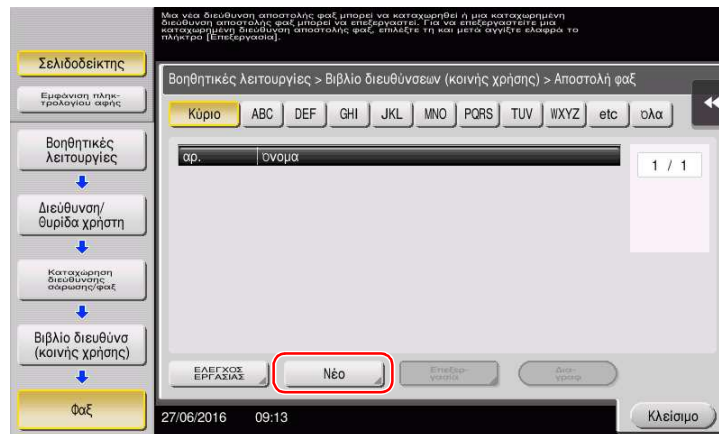 Μια νέα διεύθυνση αποστολής φαξ μπορεί να καταχωρηθεί ή μια καταχωρημένη
διεύθυνση αποστολής φαξ μπορεί να επεξεργαστεί. Για να επεξεργαστείτε μια
καταχωρημένη διεύθυνση αποστολής φαξ, επιλέξτε τη και μετά αγγίξτε ελαφρά το
πλήκτρο [Επεξεργασία].
Σελιδοδείκτης
Εμφάνιση πληκ-
τρολογίου αφής
Βοηθητικές
λειτουργίες
Διεύθυνση/
θυρίδα χρήστη
Καταχώρηση
διεύθυνσης
σάρωσης/φαξ
Βιβλίο διευθύνσ
(κοινής χρήσης)
Φαξ
Βοηθητικές λειτουργίες > Βιβλίο διευθύνσεων (κοινής χρήσης) > Αποστολή φαξ
Κύριο ABC DEF GHI JKL MNO PQRS TUV WXYZ etc όλα
αρ. Όνομα
1 / 1
ΕΛΕΓΧΟΣ
ΕΡΓΑΣΙΑΣ
Νέο
Επεξερ-
γασία
Δια-
γραφ
27/06/2016 09:13
Κλείσιμο